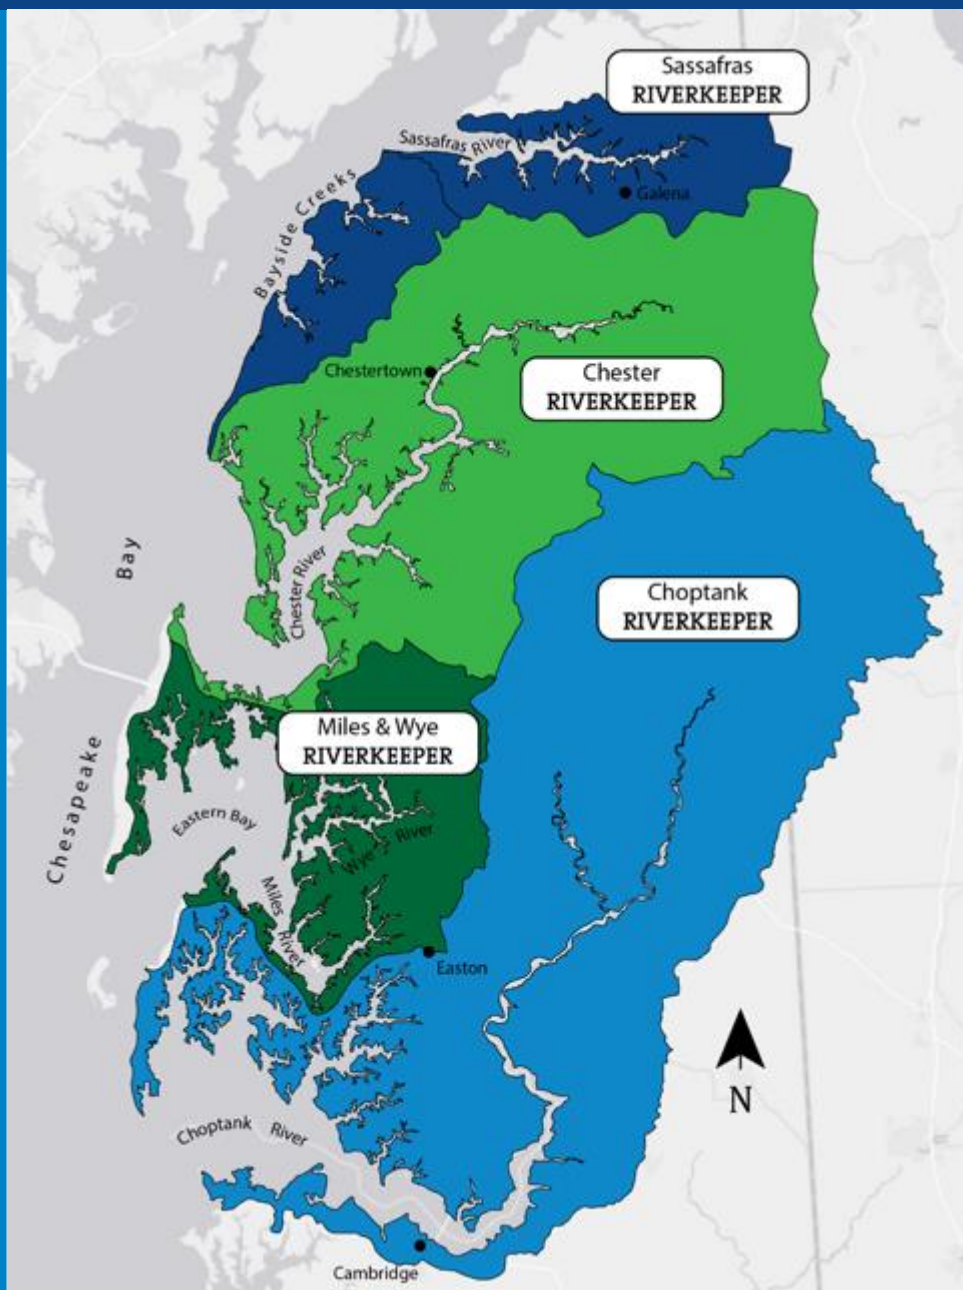 Sassafras
RIVERKEEPER
Sassafras River
Galena
Bayside Creeks
Chestertown
Chester
RIVERKEEPER
Chester River
Bay
Choptank
RIVERKEEPER
Miles & Wye
RIVERKEEPER
Chesapeake
Eastern Bay
Wye River
Miles River
Easton
N
Choptank River
Cambridge